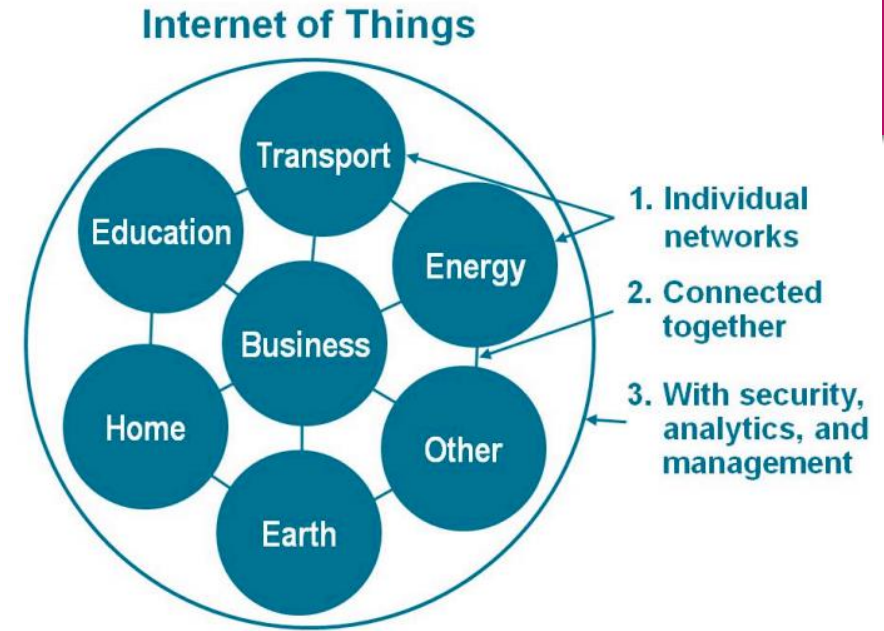 Internet of Things
Transport
Education
Energy
Business
Home
Other
Earth
1. Individual
networks
2. Connected
together
3. With security,
analytics, and
management